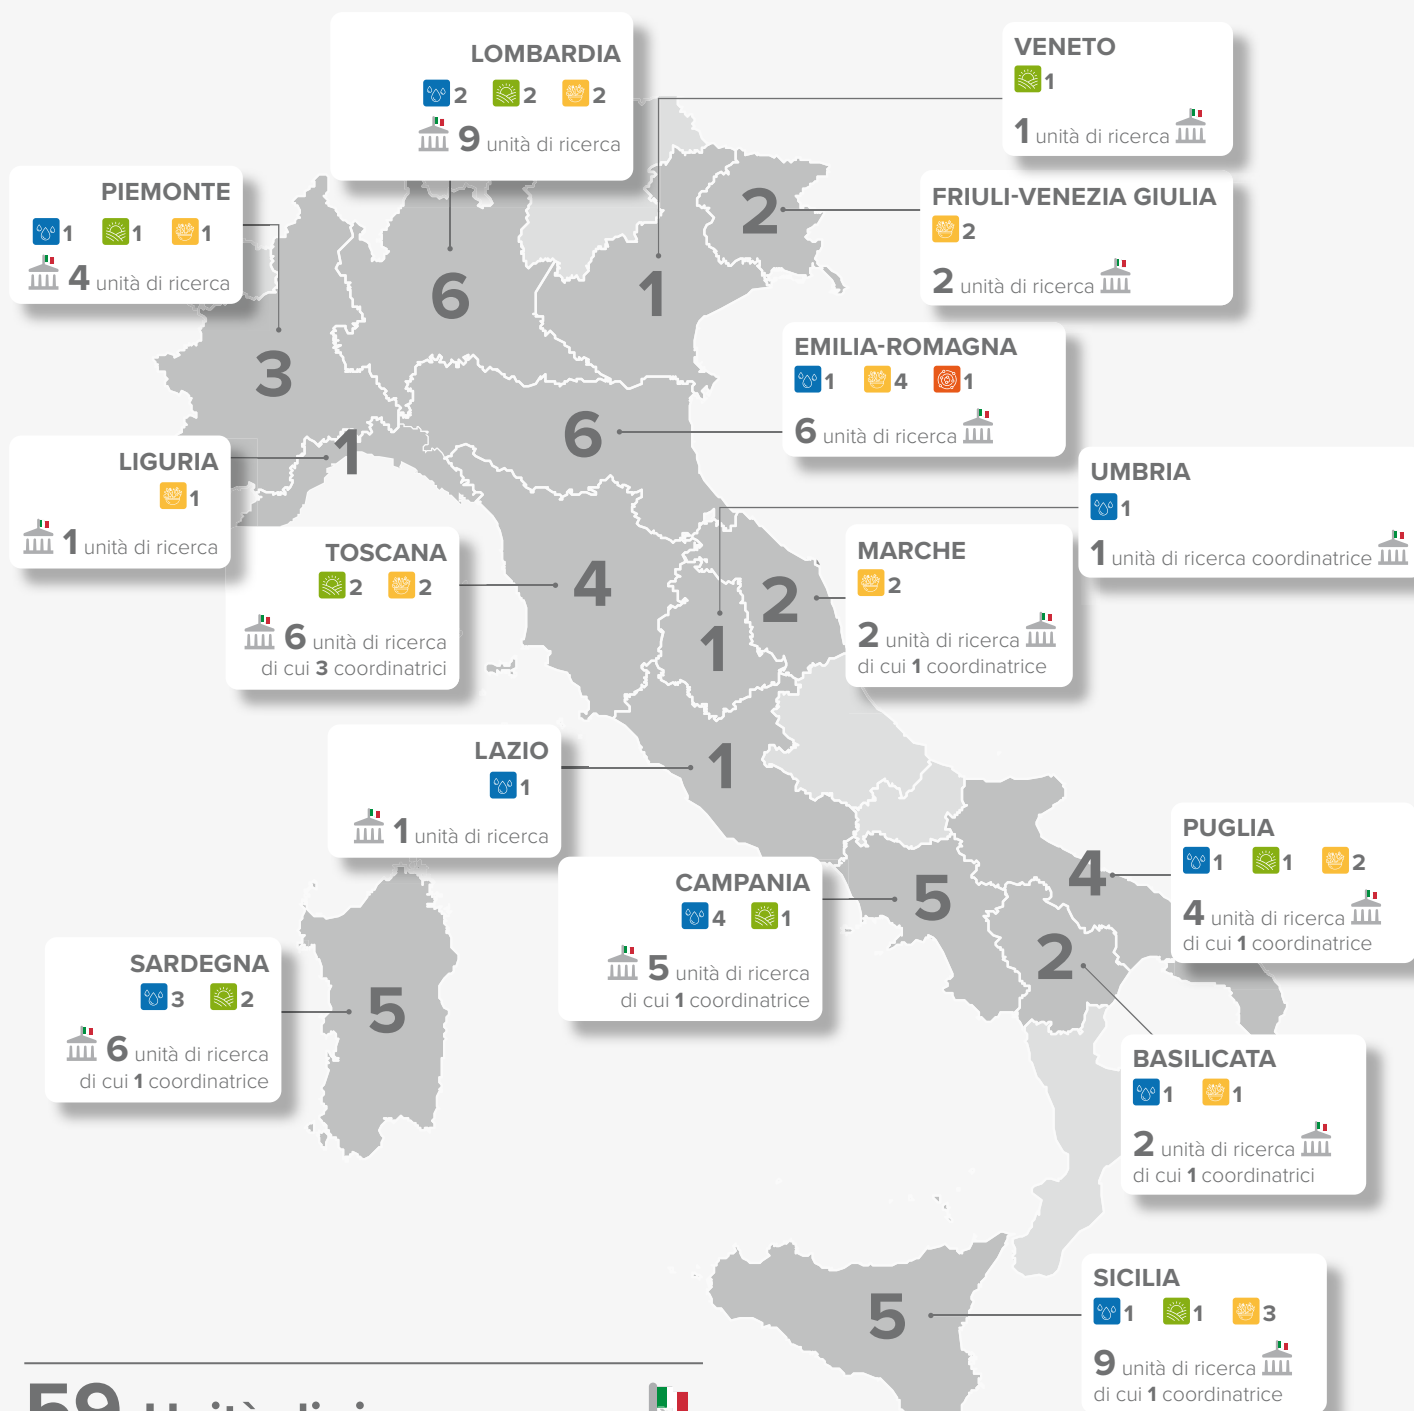 LOMBARDIA
2 2 2
9 unità di ricerca
VENETO
1
1 unità di ricerca
PIEMONTE
1 1 1
4 unità di ricerca
FRIULI-VENEZIA GIULIA
2
2 unità di ricerca
EMILIA-ROMAGNA
1 4 1
6 unità di ricerca
LIGURIA
1
1 unità di ricerca
UMBRIA
1
1 unità di ricerca coordinatrice
TOSCANA
2 2
6 unità di ricerca
di cui 3 coordinatrici
MARCHE
2
2 unità di ricerca
di cui 1 coordinatrice
LAZIO
1
1 unità di ricerca
PUGLIA
1 1 2
4 unità di ricerca
di cui 1 coordinatrice
CAMPANIA
4 1
5 unità di ricerca
di cui 1 coordinatrice
SARDEGNA
3 2
6 unità di ricerca
di cui 1 coordinatrice
BASILICATA
1 1
2 unità di ricerca
di cui 1 coordinatrici
SICILIA
1 1 3
9 unità di ricerca
di cui 1 coordinatrice
2
6
1
3
1
6
4
2
1
1
4
5
2
5
5
59 Unità di